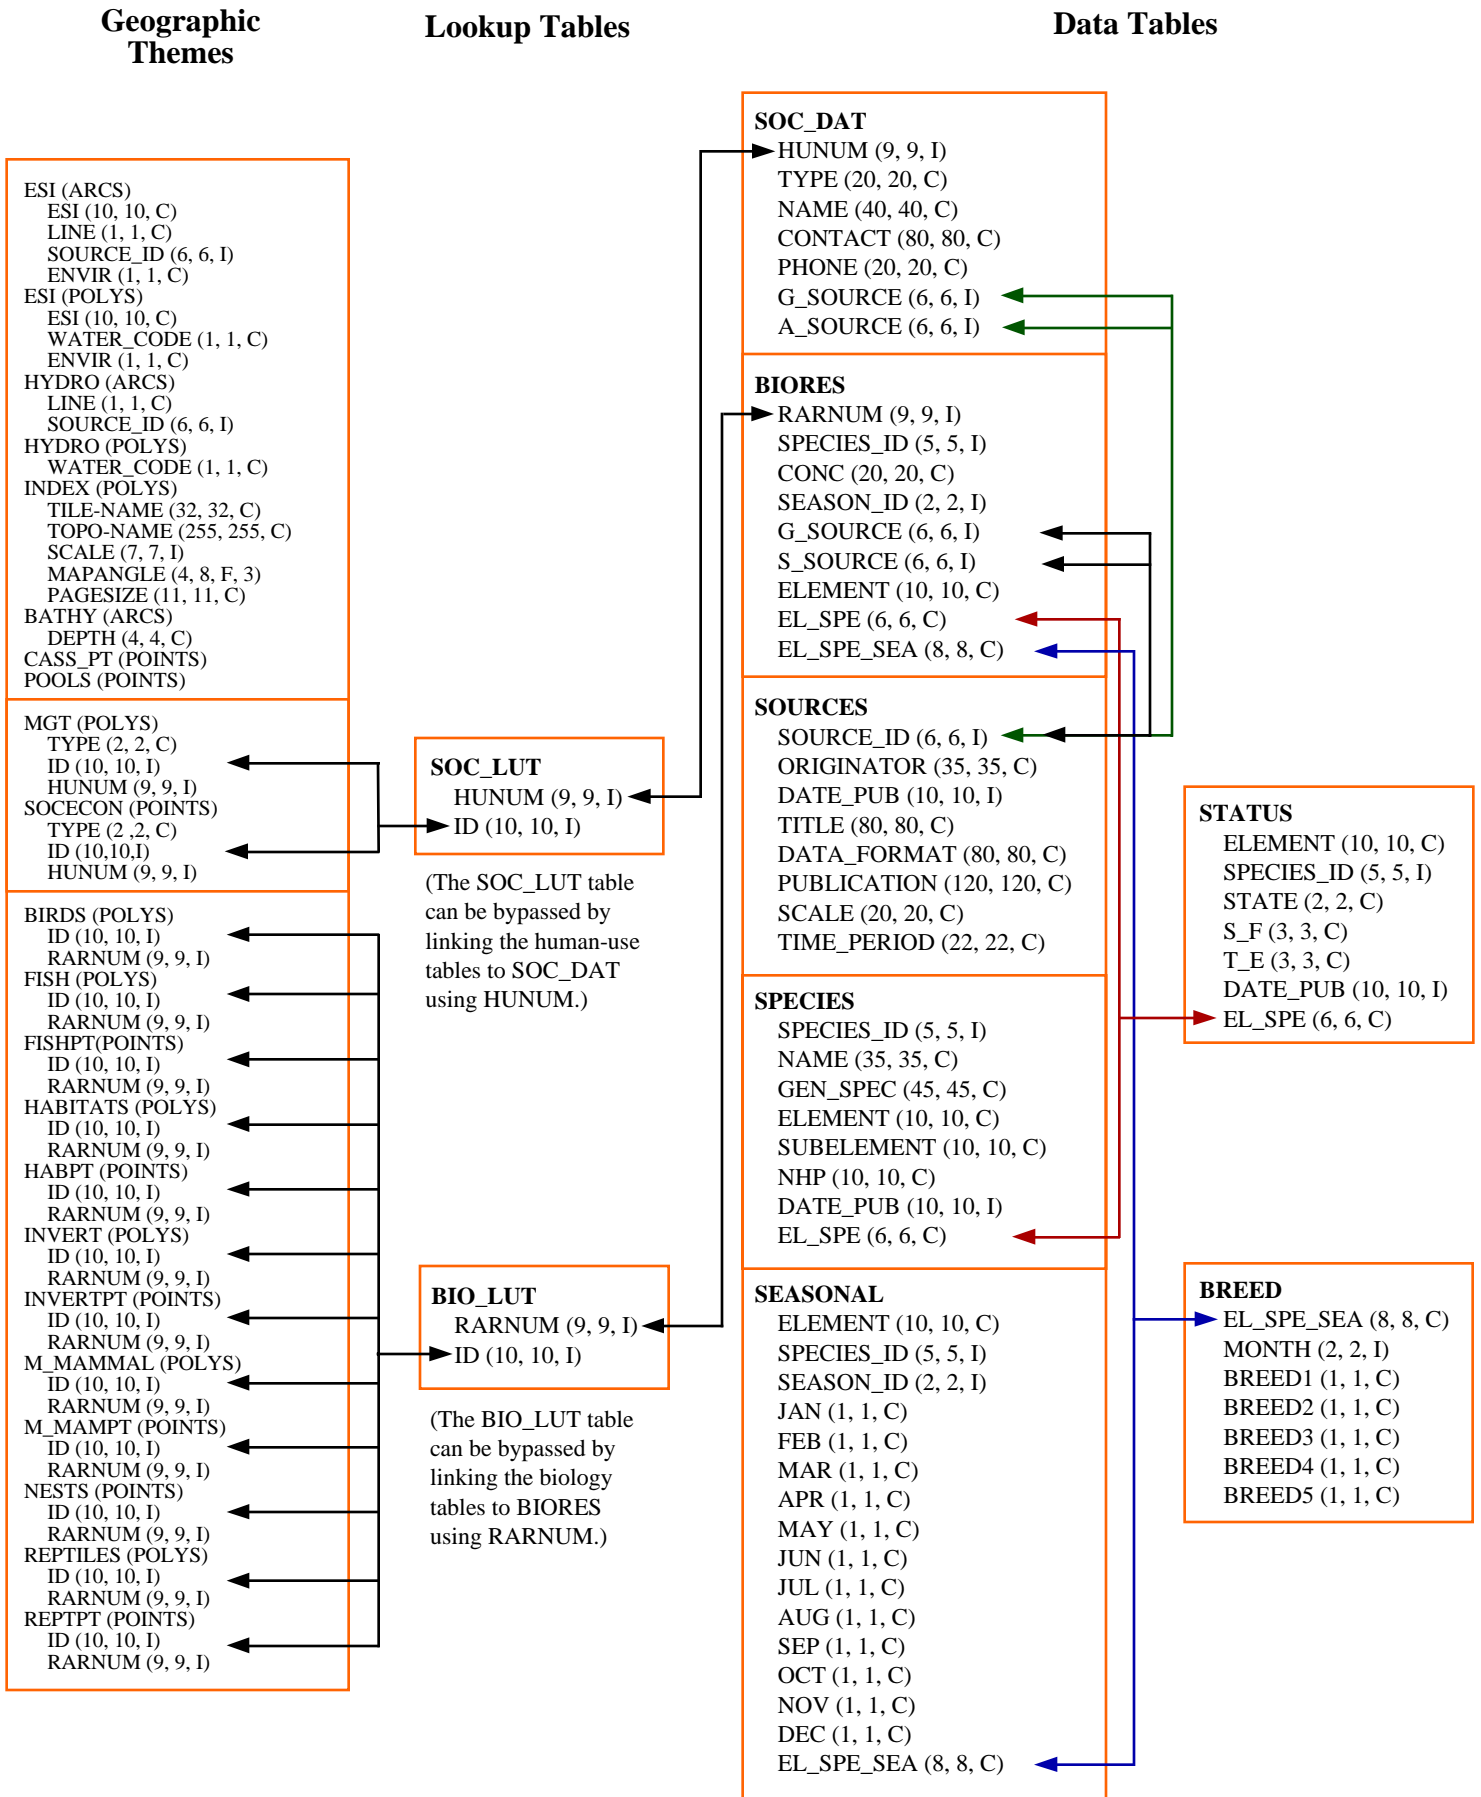 Geographic
Themes
Lookup Tables
Data Tables
ESI (ARCS)
ESI (10, 10, C)
LINE (1, 1, C)
SOURCE_ID (6, 6, I)
ENVIR (1, 1, C)
ESI (POLYS)
ESI (10, 10, C)
WATER_CODE (1, 1, C)
ENVIR (1, 1, C)
HYDRO (ARCS)
LINE (1, 1, C)
SOURCE_ID (6, 6, I)
HYDRO (POLYS)
WATER_CODE (1, 1, C)
INDEX (POLYS)
TILE-NAME (32, 32, C)
TOPO-NAME (255, 255, C)
SCALE (7, 7, I)
MAPANGLE (4, 8, F, 3)
PAGESIZE (11, 11, C)
BATHY (ARCS)
DEPTH (4, 4, C)
CASS_PT (POINTS)
POOLS (POINTS)
MGT (POLYS)
TYPE (2, 2, C)
ID (10, 10, I)
HUNUM (9, 9, I)
SOCECON (POINTS)
TYPE (2 ,2, C)
ID (10,10,I)
HUNUM (9, 9, I)
BIRDS (POLYS)
ID (10, 10, I)
RARNUM (9, 9, I)
FISH (POLYS)
ID (10, 10, I)
RARNUM (9, 9, I)
FISHPT(POINTS)
ID (10, 10, I)
RARNUM (9, 9, I)
HABITATS (POLYS)
ID (10, 10, I)
RARNUM (9, 9, I)
HABPT (POINTS)
ID (10, 10, I)
RARNUM (9, 9, I)
INVERT (POLYS)
ID (10, 10, I)
RARNUM (9, 9, I)
INVERTPT (POINTS)
ID (10, 10, I)
RARNUM (9, 9, I)
M_MAMMAL (POLYS)
ID (10, 10, I)
RARNUM (9, 9, I)
M_MAMPT (POINTS)
ID (10, 10, I)
RARNUM (9, 9, I)
NESTS (POINTS)
ID (10, 10, I)
RARNUM (9, 9, I)
REPTILES (POLYS)
ID (10, 10, I)
RARNUM (9, 9, I)
REPTPT (POINTS)
ID (10, 10, I)
RARNUM (9, 9, I)
SOC_LUT
HUNUM (9, 9, I)
ID (10, 10, I)
(The SOC_LUT table
can be bypassed by
linking the human-use
tables to SOC_DAT
using HUNUM.)
BIO_LUT
RARNUM (9, 9, I)
ID (10, 10, I)
(The BIO_LUT table
can be bypassed by
linking the biology
tables to BIORES
using RARNUM.)
SOC_DAT
HUNUM (9, 9, I)
TYPE (20, 20, C)
NAME (40, 40, C)
CONTACT (80, 80, C)
PHONE (20, 20, C)
G_SOURCE (6, 6, I)
A_SOURCE (6, 6, I)
BIORES
RARNUM (9, 9, I)
SPECIES_ID (5, 5, I)
CONC (20, 20, C)
SEASON_ID (2, 2, I)
G_SOURCE (6, 6, I)
S_SOURCE (6, 6, I)
ELEMENT (10, 10, C)
EL_SPE (6, 6, C)
EL_SPE_SEA (8, 8, C)
SOURCES
SOURCE_ID (6, 6, I)
ORIGINATOR (35, 35, C)
DATE_PUB (10, 10, I)
TITLE (80, 80, C)
DATA_FORMAT (80, 80, C)
PUBLICATION (120, 120, C)
SCALE (20, 20, C)
TIME_PERIOD (22, 22, C)
SPECIES
SPECIES_ID (5, 5, I)
NAME (35, 35, C)
GEN_SPEC (45, 45, C)
ELEMENT (10, 10, C)
SUBELEMENT (10, 10, C)
NHP (10, 10, C)
DATE_PUB (10, 10, I)
EL_SPE (6, 6, C)
SEASONAL
ELEMENT (10, 10, C)
SPECIES_ID (5, 5, I)
SEASON_ID (2, 2, I)
JAN (1, 1, C)
FEB (1, 1, C)
MAR (1, 1, C)
APR (1, 1, C)
MAY (1, 1, C)
JUN (1, 1, C)
JUL (1, 1, C)
AUG (1, 1, C)
SEP (1, 1, C)
OCT (1, 1, C)
NOV (1, 1, C)
DEC (1, 1, C)
EL_SPE_SEA (8, 8, C)
STATUS
ELEMENT (10, 10, C)
SPECIES_ID (5, 5, I)
STATE (2, 2, C)
S_F (3, 3, C)
T_E (3, 3, C)
DATE_PUB (10, 10, I)
EL_SPE (6, 6, C)
BREED
EL_SPE_SEA (8, 8, C)
MONTH (2, 2, I)
BREED1 (1, 1, C)
BREED2 (1, 1, C)
BREED3 (1, 1, C)
BREED4 (1, 1, C)
BREED5 (1, 1, C)